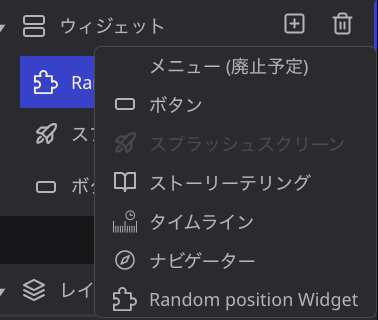 ウィジェット
Ra
メニュー (廃止予定)
ボタン
スプラッシュスクリーン
ストーリーテリング
タイムライン
ナビゲーター
レイ
Random position Widget